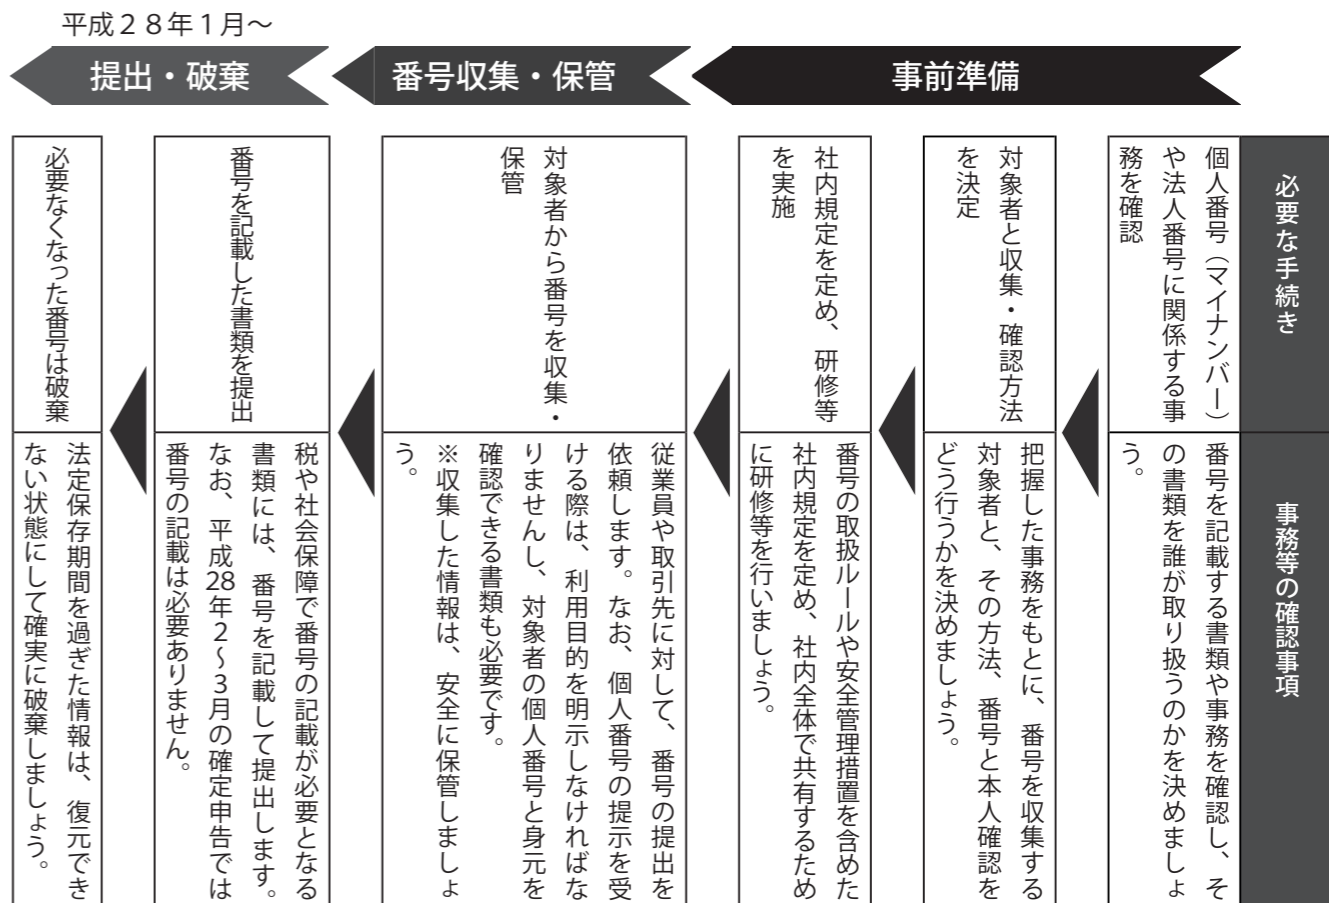 平成２８年１月～
事前準備
番号収集・保管
提出・破棄
必要な手続き
事務等の確認事項
個人番号（マイナンバー）
や法人番号に関係する事
務を確認
番号を記載する書類や事務を確認し、そ
の書類を誰が取り扱うのかを決めましょ
う。
対象者と収集・確認方法
を決定
把握した事務をもとに、番号を収集する
対象者と、その方法、番号と本人確認を
どう行うかを決めましょう。
社内規定を定め、研修等
を実施
番号の取扱ルールや安全管理措置を含めた
社内規定を定め、社内全体で共有するため
に研修等を行いましょう。
対象者から番号を収集・
保管
従業員や取引先に対して、番号の提出を
依頼します。なお、個人番号の提示を受
ける際は、利用目的を明示しなければな
りませんし、対象者の個人番号と身元を
確認できる書類も必要です。
※収集した情報は、安全に保管しましょ
う。
番号を記載した書類を提出
税や社会保障で番号の記載が必要となる
書類には、番号を記載して提出します。
なお、平成28年２～３月の確定申告では
番号の記載は必要ありません。
必要なくなった番号は破棄
法定保存期間を過ぎた情報は、復元でき
ない状態にして確実に破棄しましょう。